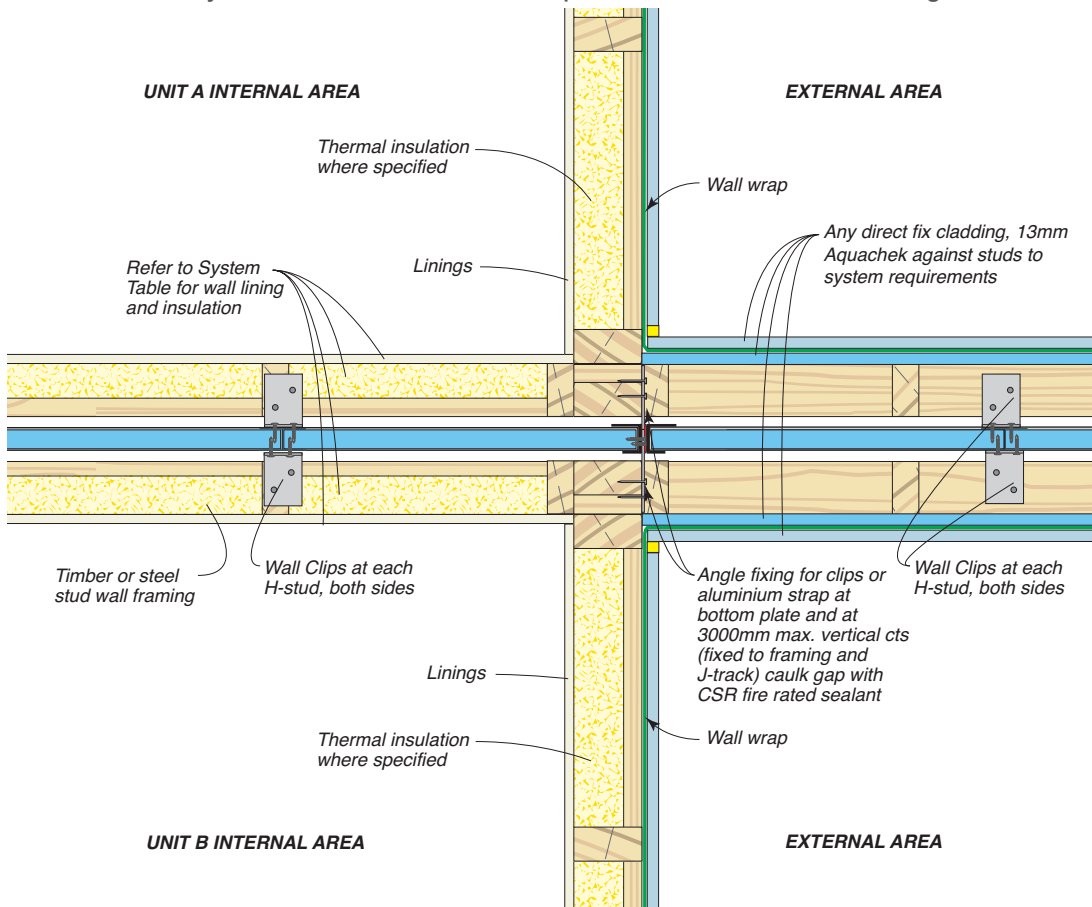 UNIT A INTERNAL AREA
EXTERNAL AREA
Thermal insulation
where specified
Wall wrap
Any direct fix cladding, 13mm
Aquachek against studs to
system requirements
Refer to System
Table for wall lining
and insulation
Linings
Timber or steel
stud wall framing
Wall Clips at each
H-stud, both sides
Angle fixing for clips or
aluminium strap at
bottom plate and at
3000mm max. vertical cts
(fixed to framing and
J-track) caulk gap with
CSR fire rated sealant
Wall Clips at each
H-stud, both sides
Linings
Thermal insulation
where specified
Wall wrap
UNIT B INTERNAL AREA
EXTERNAL AREA